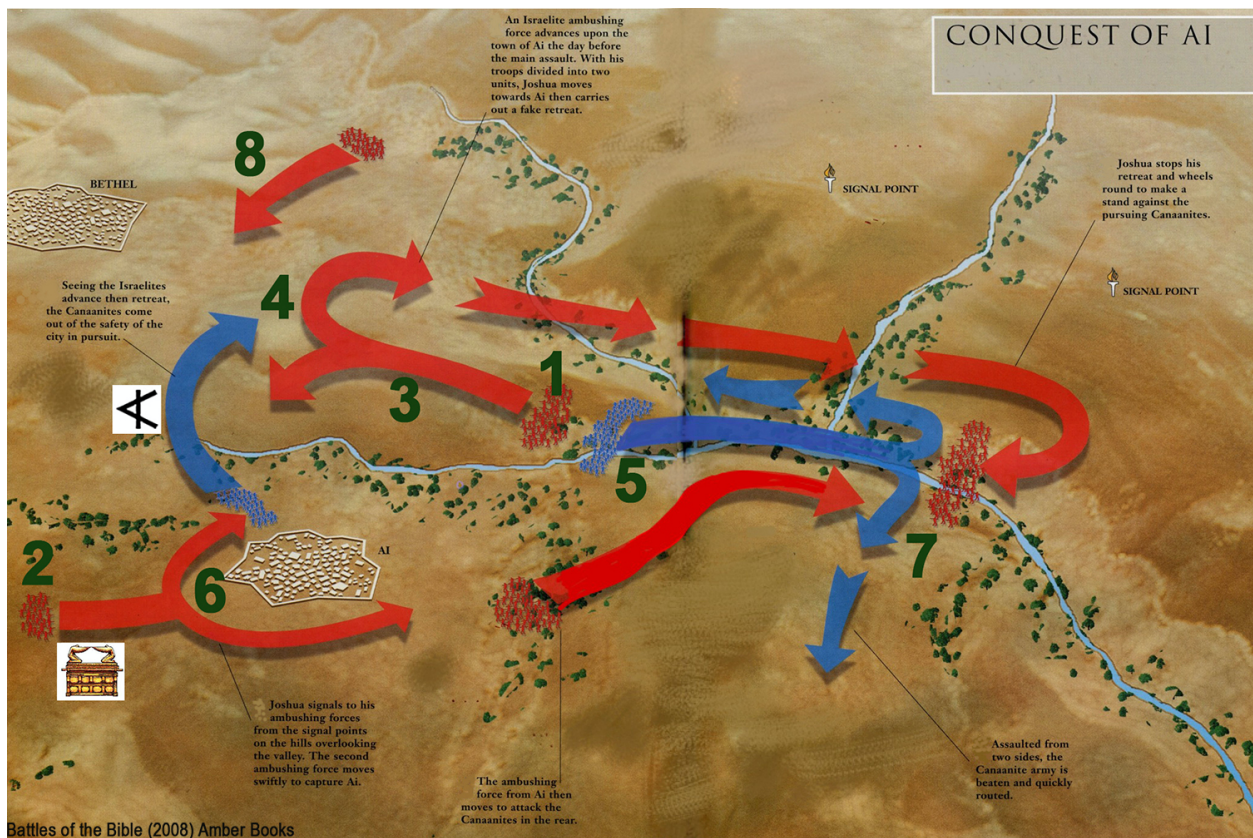 CONQUEST OF AI
An Israelite ambushing
force advances upon the
town of Ai the day before
the main assault. With his
troops divided into two
units, Joshua moves
towards Ai then carries
out a fake retreat.
8
BETHEL
SIGNAL POINT
Joshua stops his
retreat and wheels
round to make a
stand against the
pursuing Canaanites.
SIGNAL POINT
Seeing the Israelites
advance then retreat,
the Canaanites come
out of the safety of the
city in pursuit.
4
1
3
5
2
AI
7
6
Joshua signals to his
ambushing forces
from the signal points
on the hills overlooking
the valley. The second
ambushing force moves
swiftly to capture Ai.
The ambushing
force from Ai then
moves to attack the
Canaanites in the rear.
Assaulted from
two sides, the
Canaanite army is
beaten and quickly
routed.
Battles of the Bible (2008) Amber Books